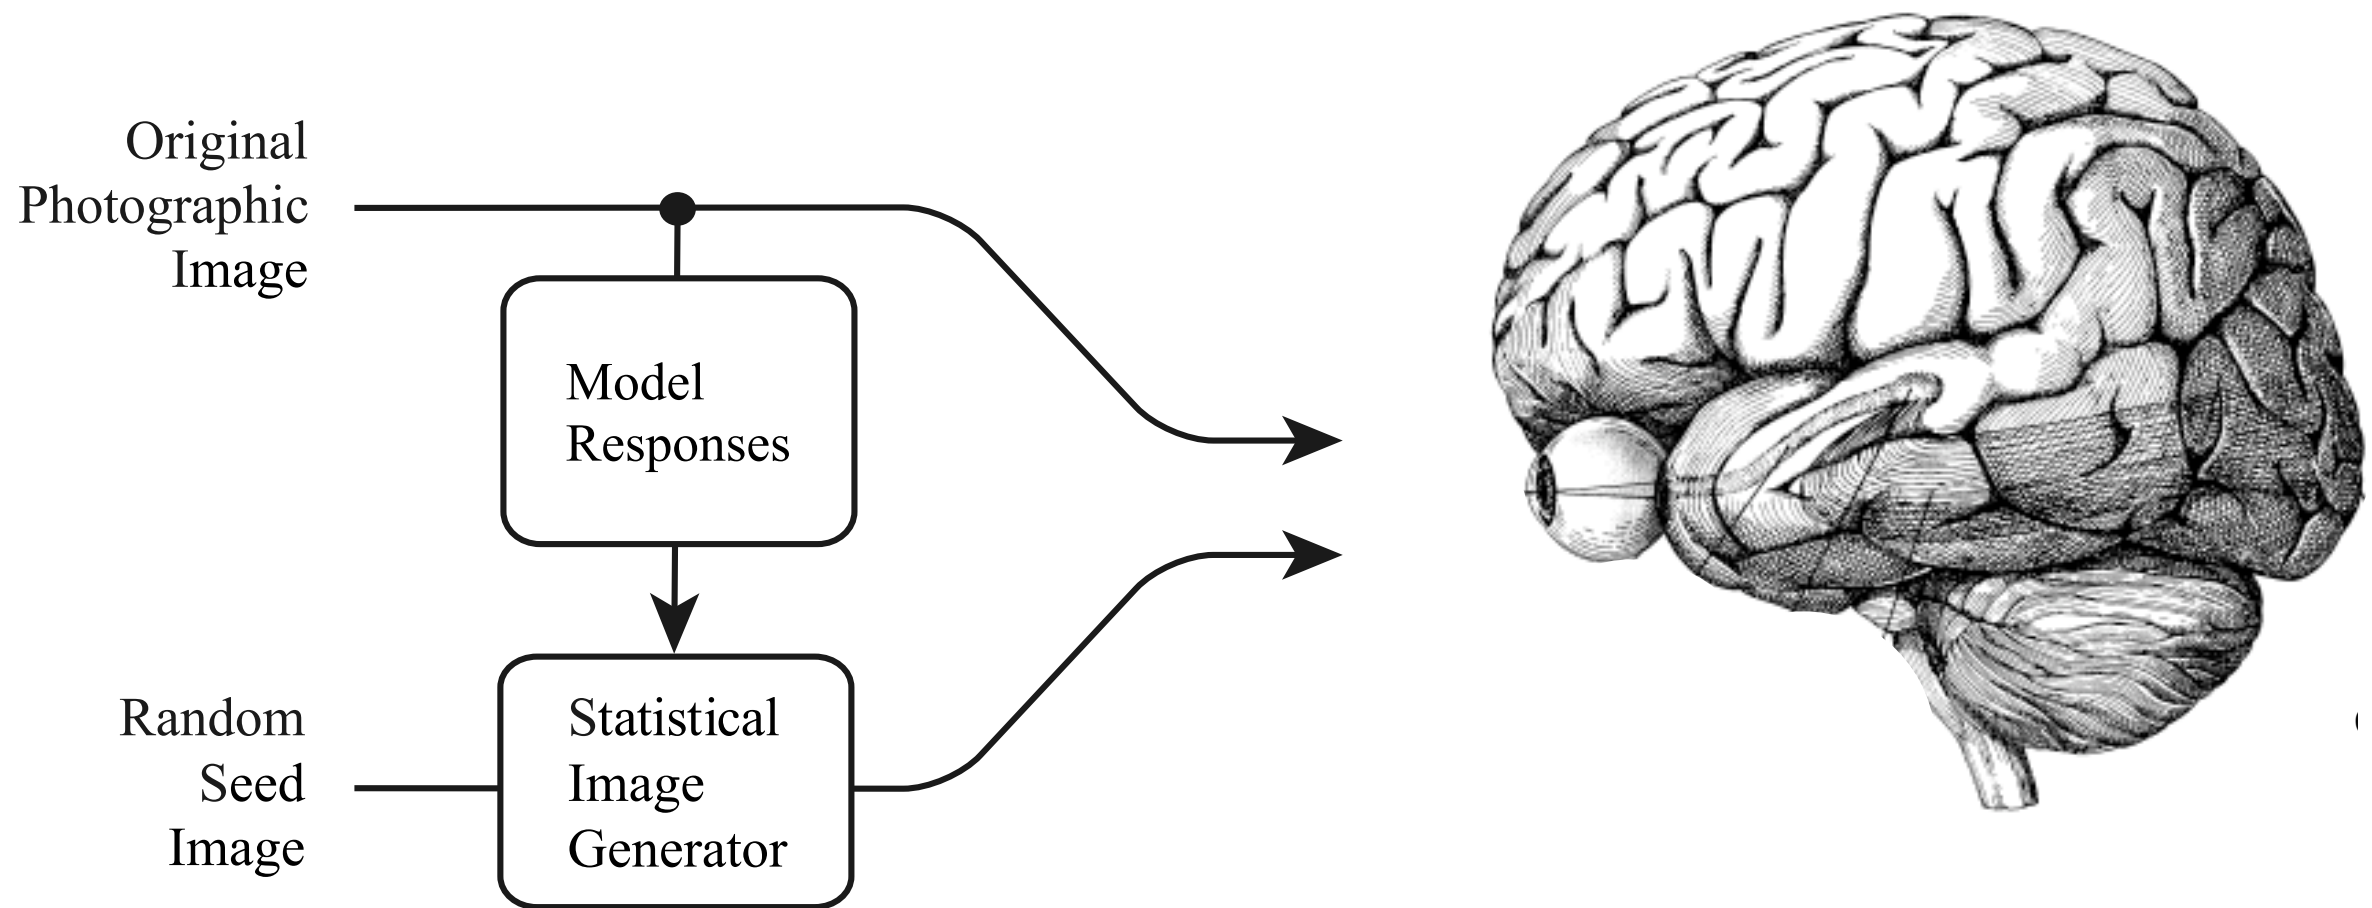 Original
Photographic
Image
Model
Responses
Random
Seed
Image
Statistical
Image
Generator